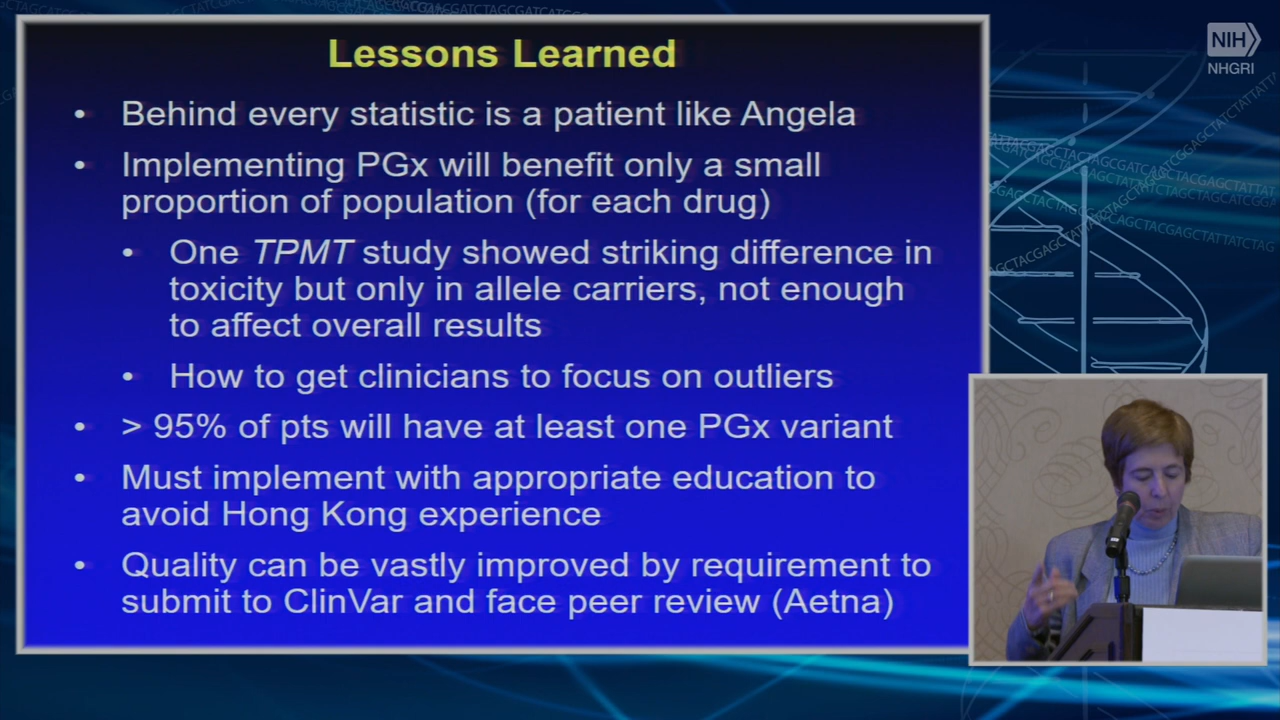 Lessons Learned
• Behind every statistic is a patient like Angela
• Implementing PGx will benefit only a small
proportion of population (for each drug)
• One TPMT study showed striking difference in
toxicity but only in allele carriers, not enough
to affect overall results
• How to get clinicians to focus on outliers
• > 95% of pts will have at least one PGx variant
• Must implement with appropriate education to
avoid Hong Kong experience
• Quality can be vastly improved by requirement to
submit to ClinVar and face peer review (Aetna)
NIH
NHGRI